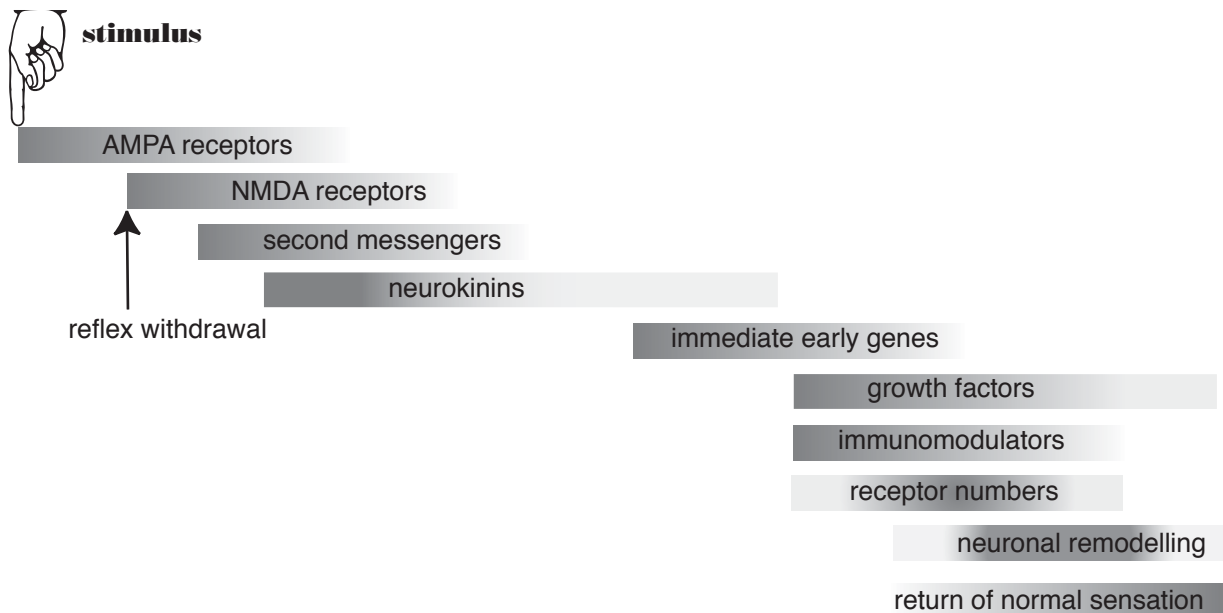 stimulus
AMPA receptors
NMDA receptors
second messengers
neurokinins
reflex withdrawal
immediate early genes
growth factors
immunomodulators
receptor numbers
neuronal remodelling
return of normal sensation